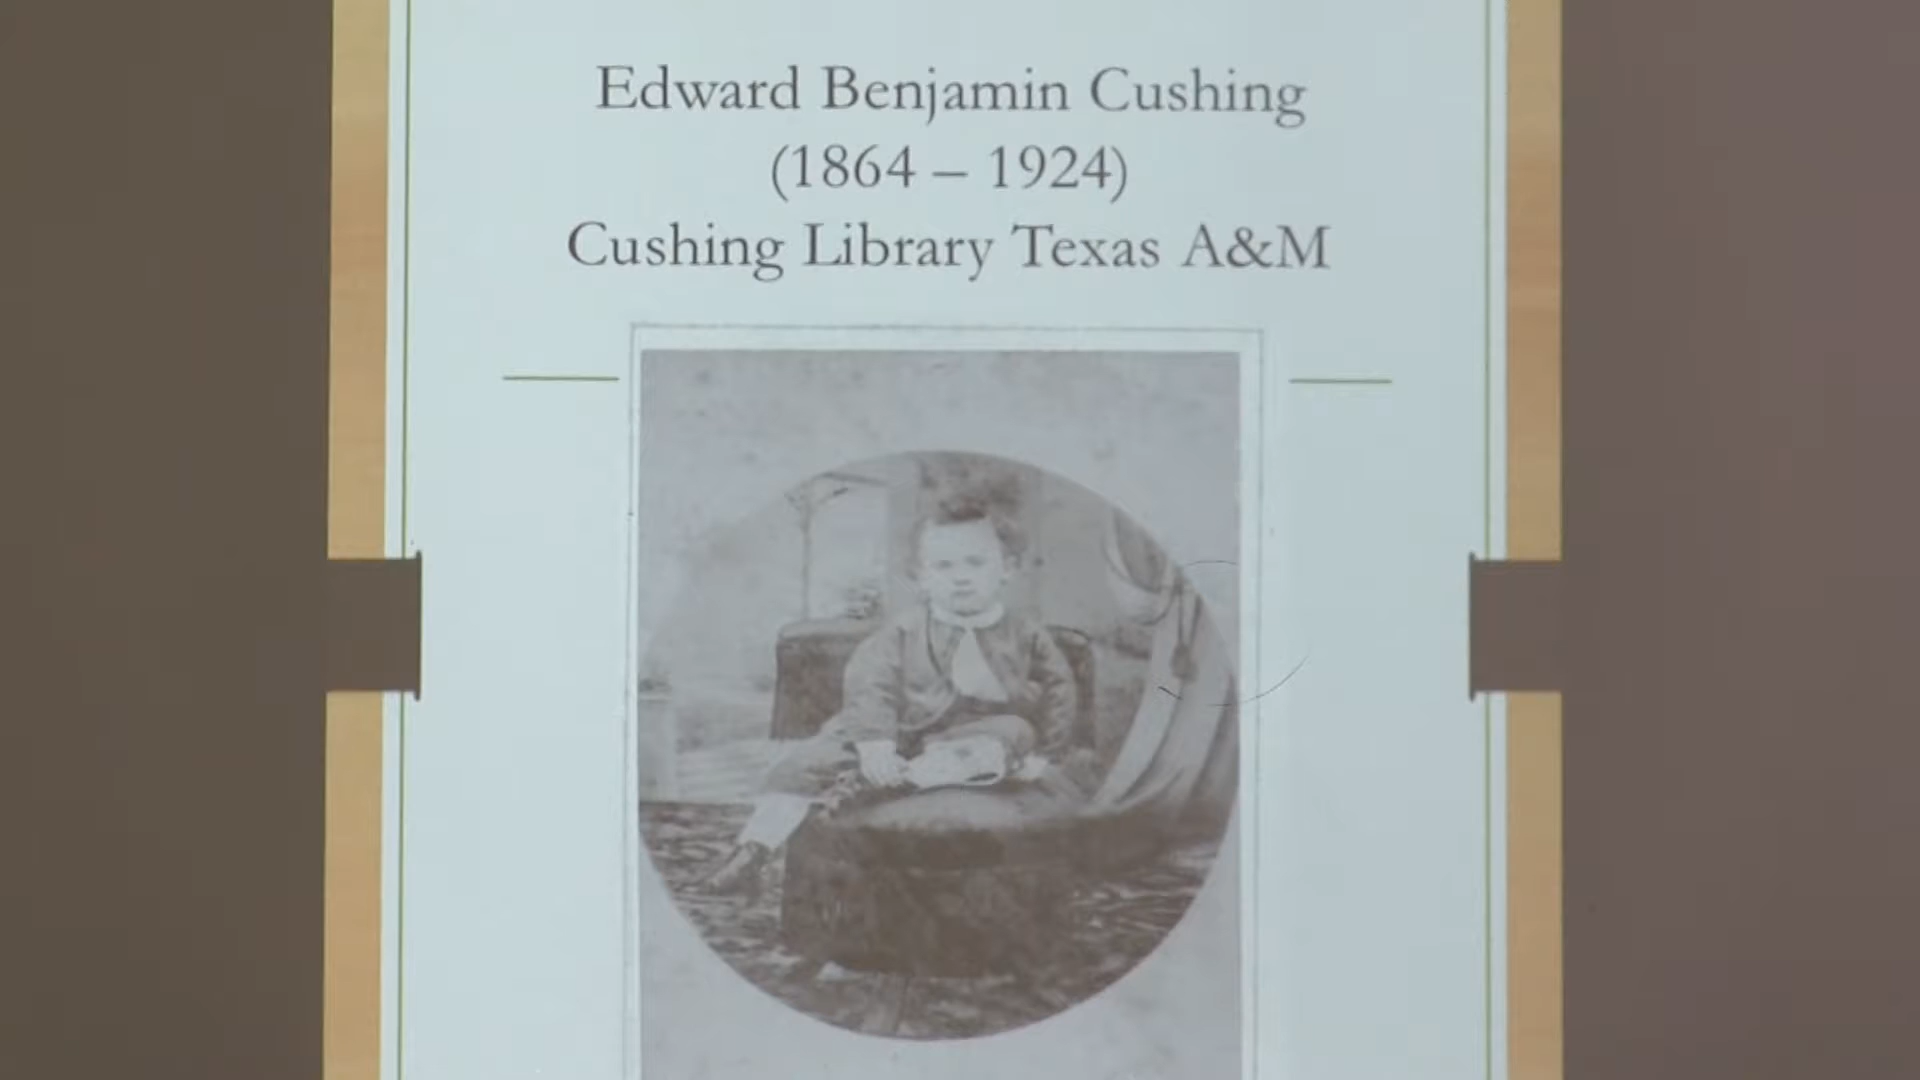 Edward Benjamin Cushing
(1864 – 1924)
Cushing Library Texas A&M